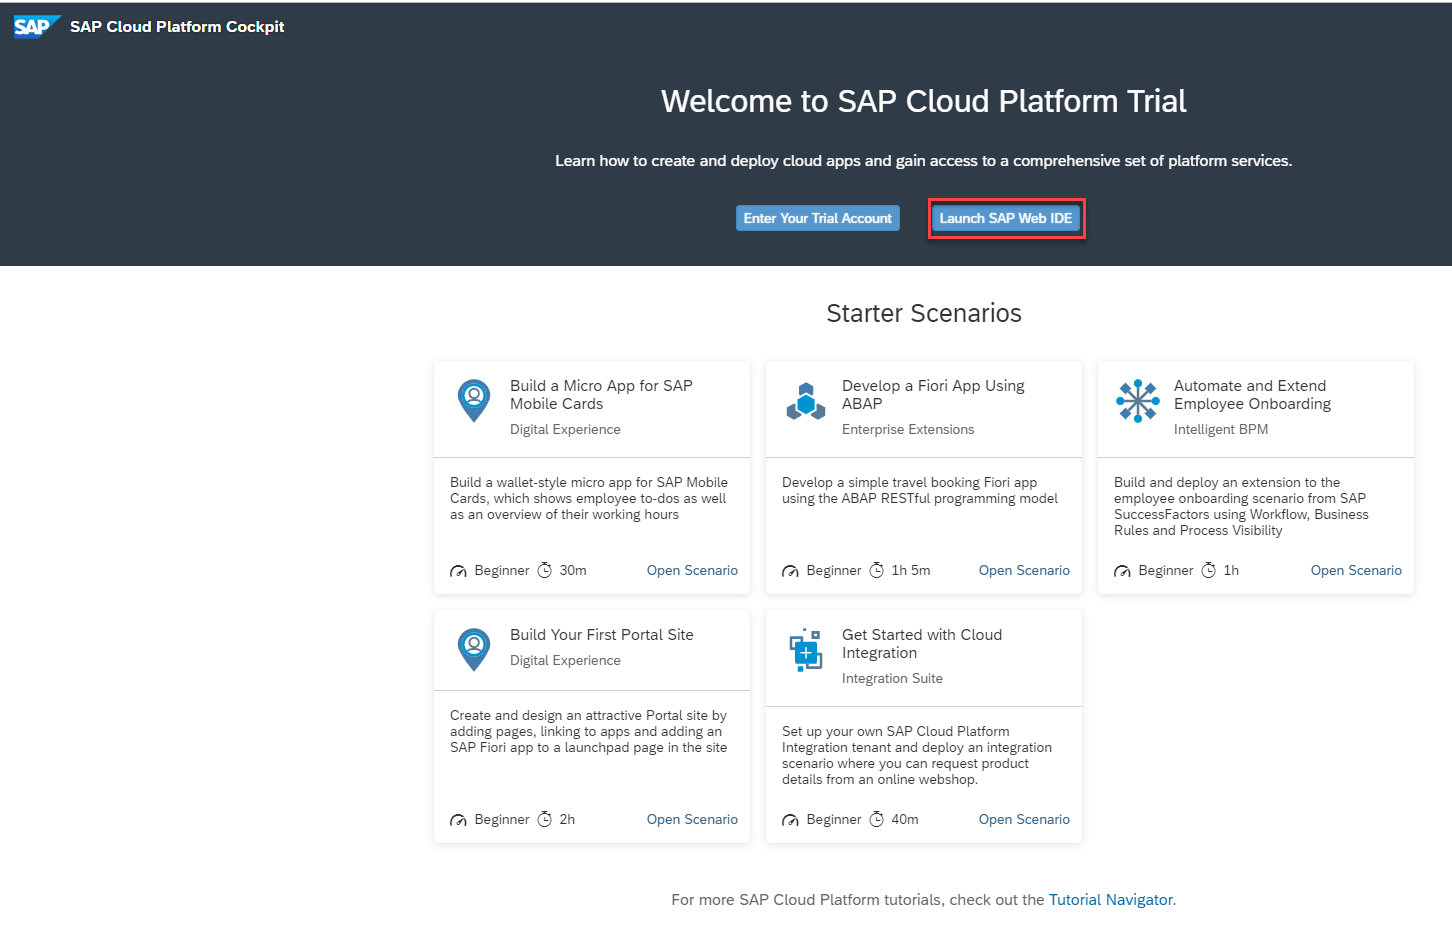 SAP SAP Cloud Platform Cockpit
Welcome to SAP Cloud Platform Trial
Learn how to create and deploy cloud apps and gain access to a comprehensive set of platform services.
Enter Your Trial Account
Launch SAP Web IDE
Starter Scenarios
Build a Micro App for SAP
Mobile Cards
Digital Experience
Build a wallet-style micro app for SAP Mobile
Cards, which shows employee to-dos as well
as an overview of their working hours
Beginner 30m Open Scenario
Develop a Fiori App Using
ABAP
Enterprise Extensions
Develop a simple travel booking Fiori app
using the ABAP RESTful programming model
Beginner 1h 5m Open Scenario
Automate and Extend
Employee Onboarding
Intelligent BPM
Build and deploy an extension to the
employee onboarding scenario from SAP
SuccessFactors using Workflow, Business
Rules and Process Visibility
Beginner 1h Open Scenario
Build Your First Portal Site
Digital Experience
Create and design an attractive Portal site by
adding pages, linking to apps and adding an
SAP Fiori app to a launchpad page in the site
Beginner 2h Open Scenario
Get Started with Cloud
Integration
Integration Suite
Set up your own SAP Cloud Platform
Integration tenant and deploy an integration
scenario where you can request product
details from an online webshop.
Beginner 40m Open Scenario
For more SAP Cloud Platform tutorials, check out the Tutorial Navigator.